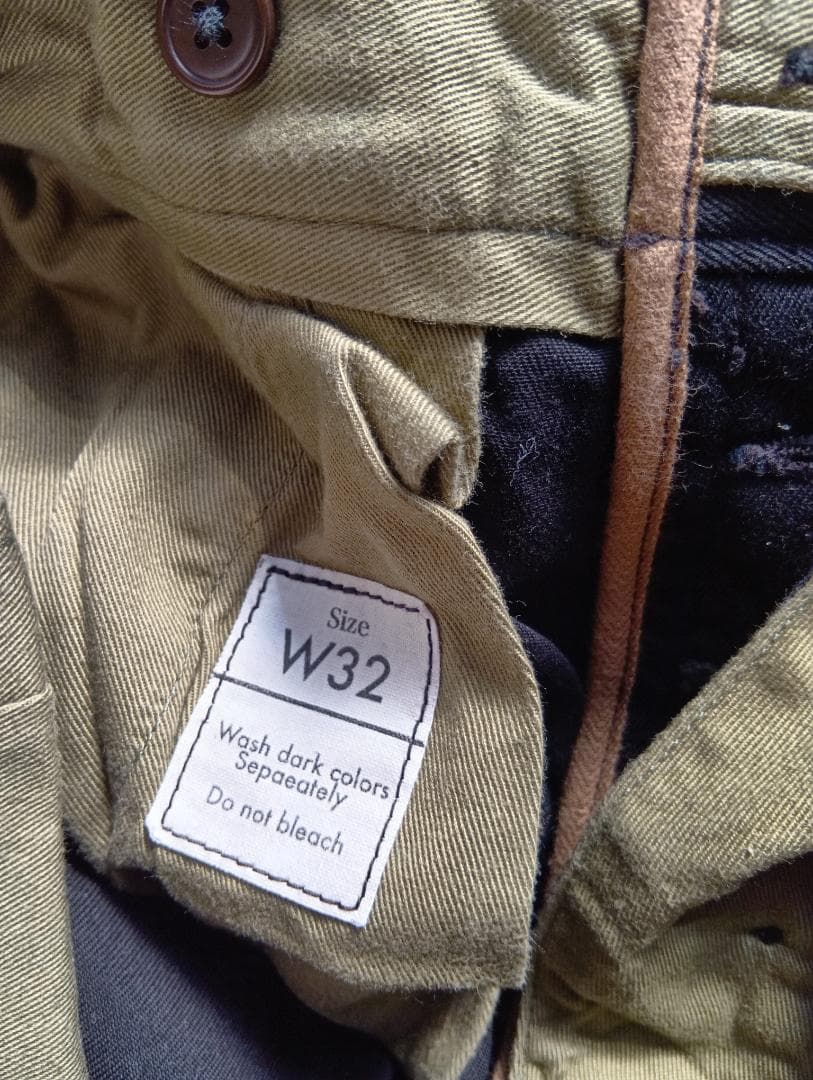 Size
W32
Wash dark colors
Sepaeately
Do not bleach